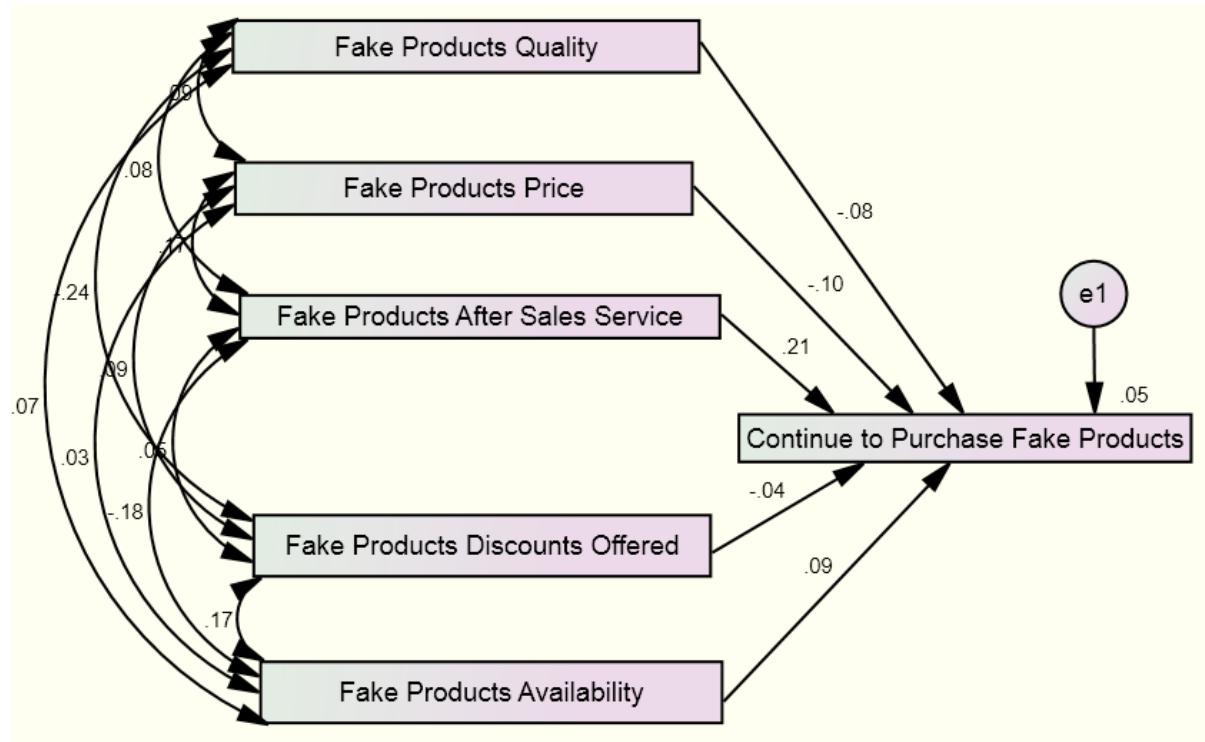 Fake Products Quality
.09
Fake Products Price
.08
-.08
.17
-.10
e1
-.24
Fake Products After Sales Service
.21
.09
.05
.07
Continue to Purchase Fake Products
.03
.05
-.04
-.18
Fake Products Discounts Offered
.09
.17
Fake Products Availability